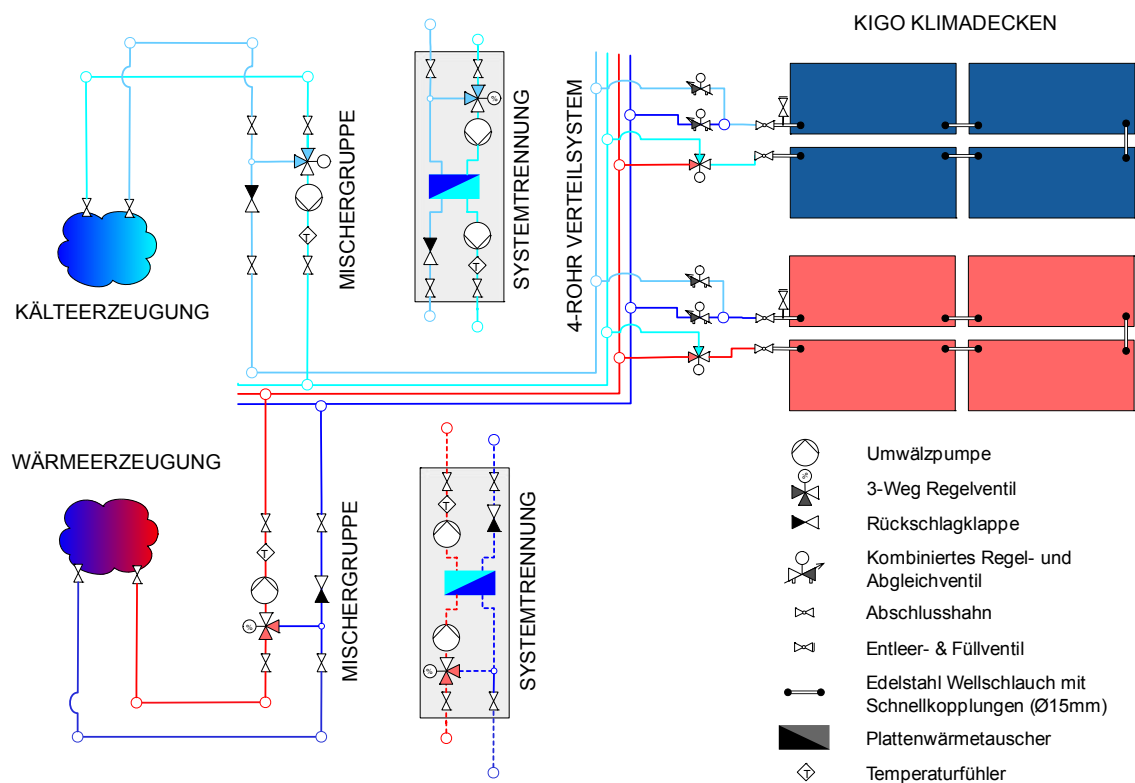 KIGO KLIMADECKEN
MISCHERGRUPPE
SYSTEMTRENNUNG
4-ROHR VERTEILSYSTEM
%
T
T
KÄLTEERZEUGUNG
WÄRMEERZEUGUNG
MISCHERGRUPPE
SYSTEMTRENNUNG
T
T
%
%
Umwälzpumpe
%
3-Weg Regelventil
Rückschlagklappe
Kombiniertes Regel- und
Abgleichventil
Abschlusshahn
Entleer- & Füllventil
Edelstahl Wellschlauch mit
Schnellkopplungen (Ø15mm)
Plattenwärmetauscher
T
Temperaturfühler